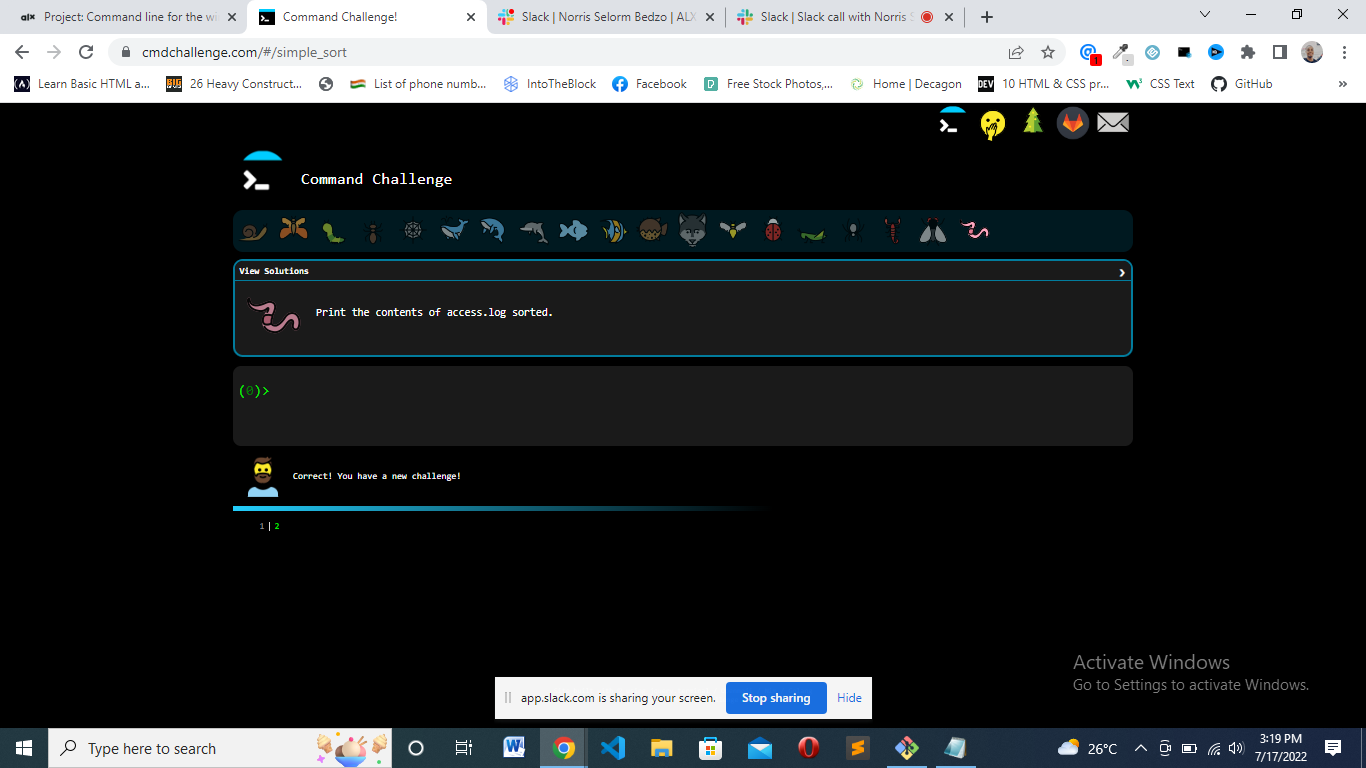 alx Project: Command line for the wi
Command Challenge!
Slack | Norris Selorm Bedzo | ALX
Slack | Slack call with Norris S
cmdchallenge.com/#/simple_sort
1
Learn Basic HTML a...
26 Heavy Construct...
List of phone numb...
IntoTheBlock
Facebook
Free Stock Photos,...
Home | Decagon
DEV 10 HTML & CSS pr...
CSS Text
GitHub
»
Command Challenge
View Solutions
Print the contents of access.log sorted.
(0)>
Correct! You have a new challenge!
1 | 2
Activate Windows
Go to Settings to activate Windows.
app.slack.com is sharing your screen.
Stop sharing
Hide
Type here to search
26°C
3:19 PM
7/17/2022